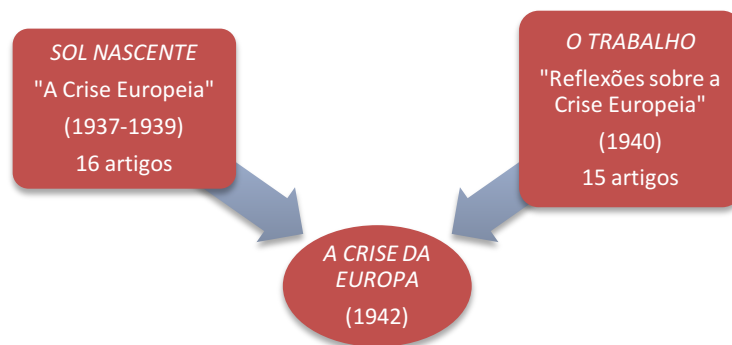 SOL NASCENTE
"A Crise Europeia"
(1937-1939)
16 artigos
O TRABALHO
"Reflexões sobre a
Crise Europeia"
(1940)
15 artigos
A CRISE DA
EUROPA
(1942)